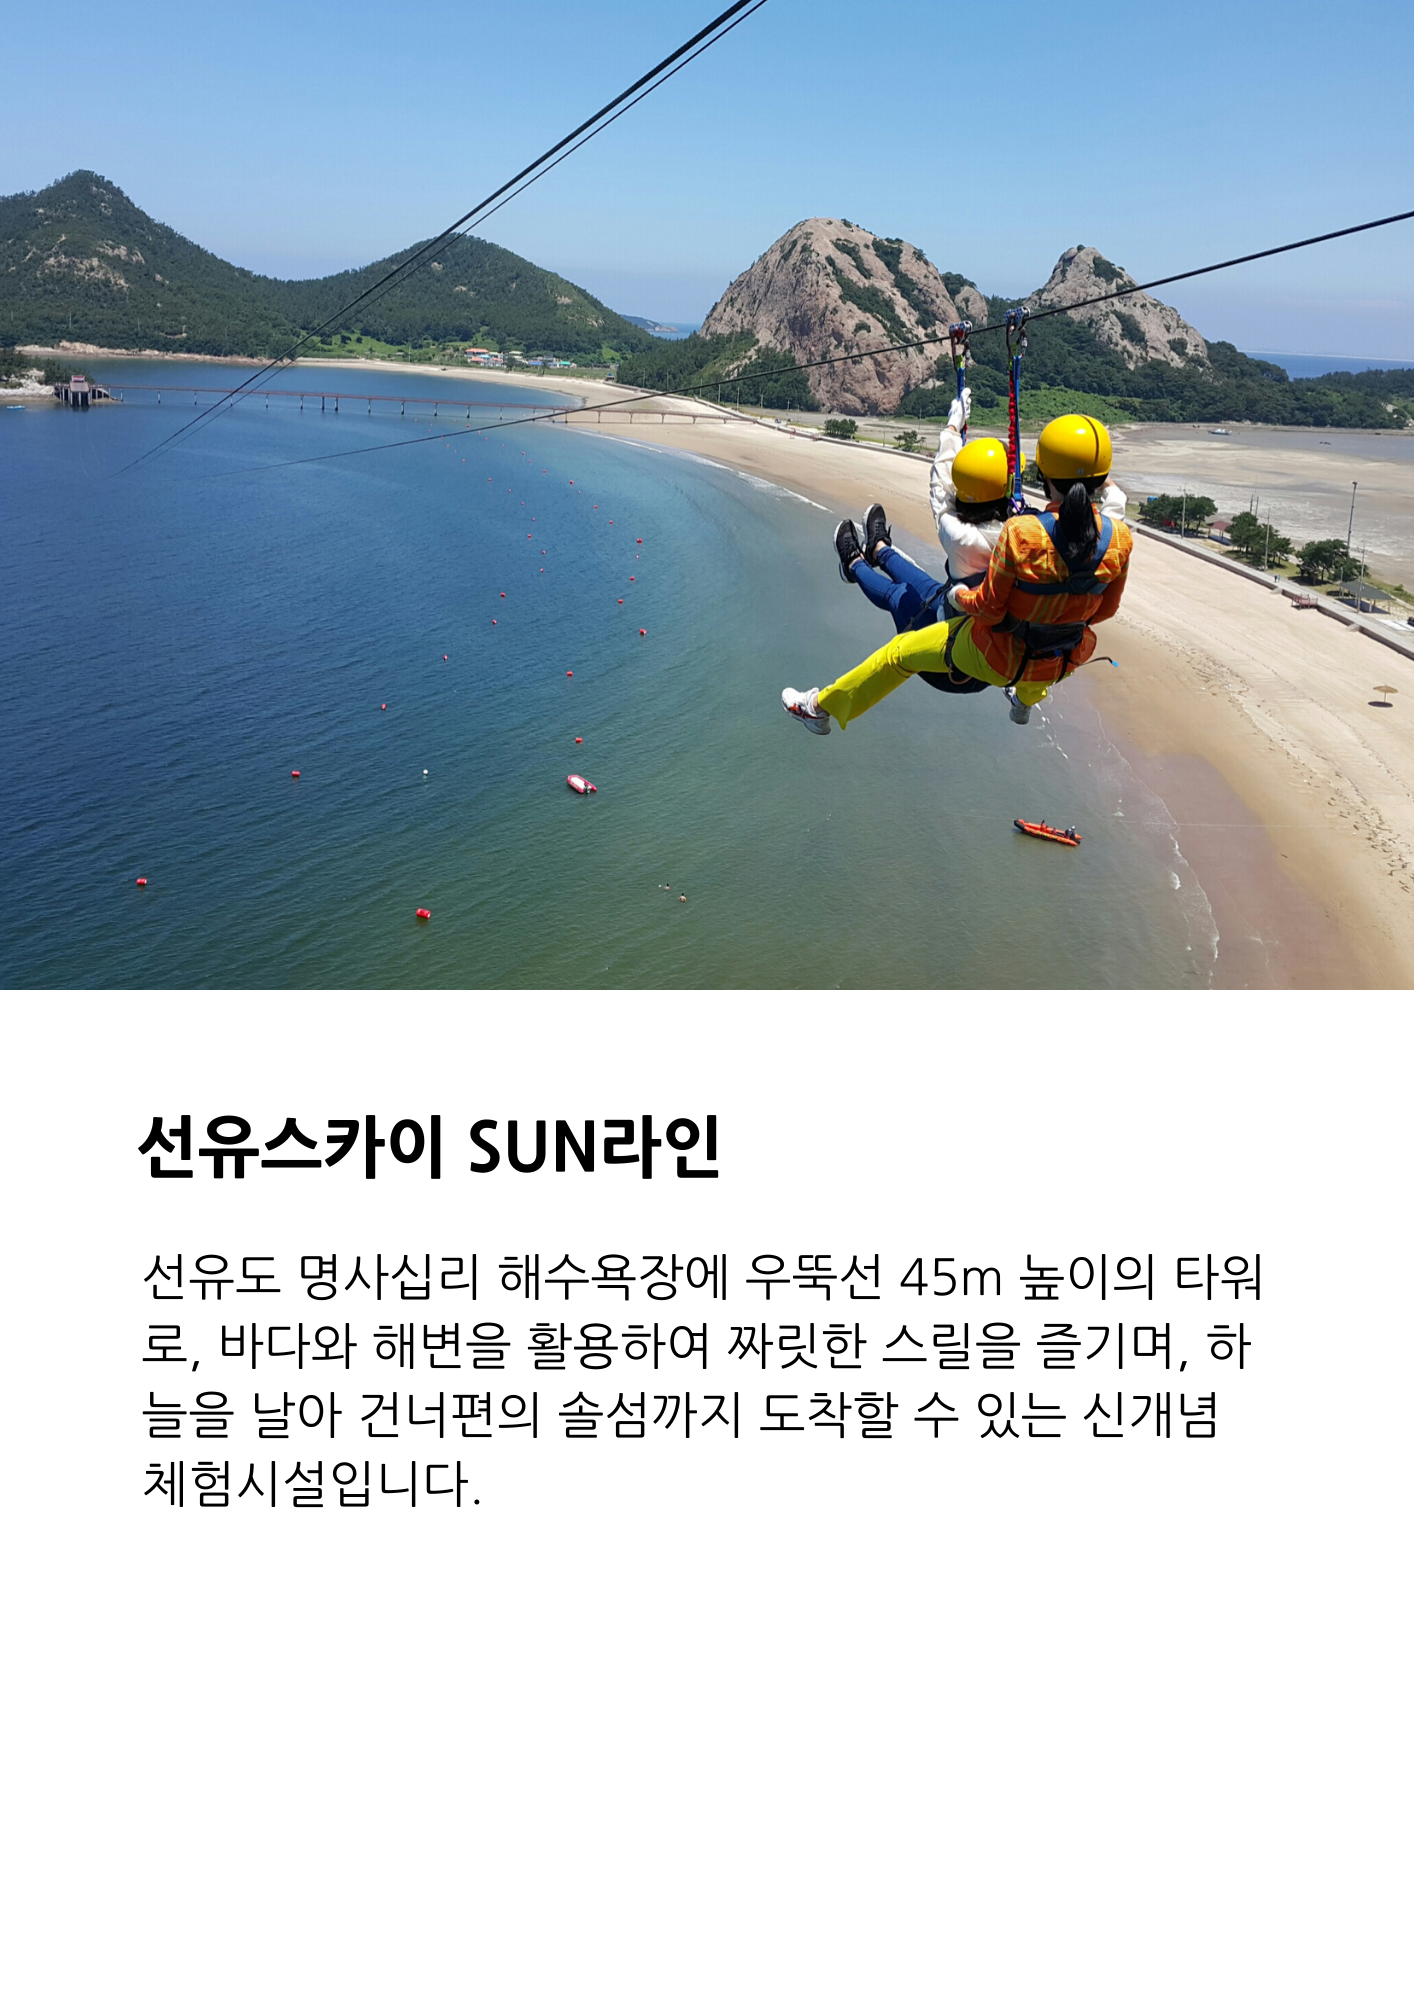 선유스카이 SUN라인
선유도 명사십리 해수욕장에 우뚝선 45m 높이의 타워
로, 바다와 해변을 활용하여 짜릿한 스릴을 즐기며, 하
늘을 날아 건너편의 솔섬까지 도착할 수 있는 신개념
체험시설입니다.